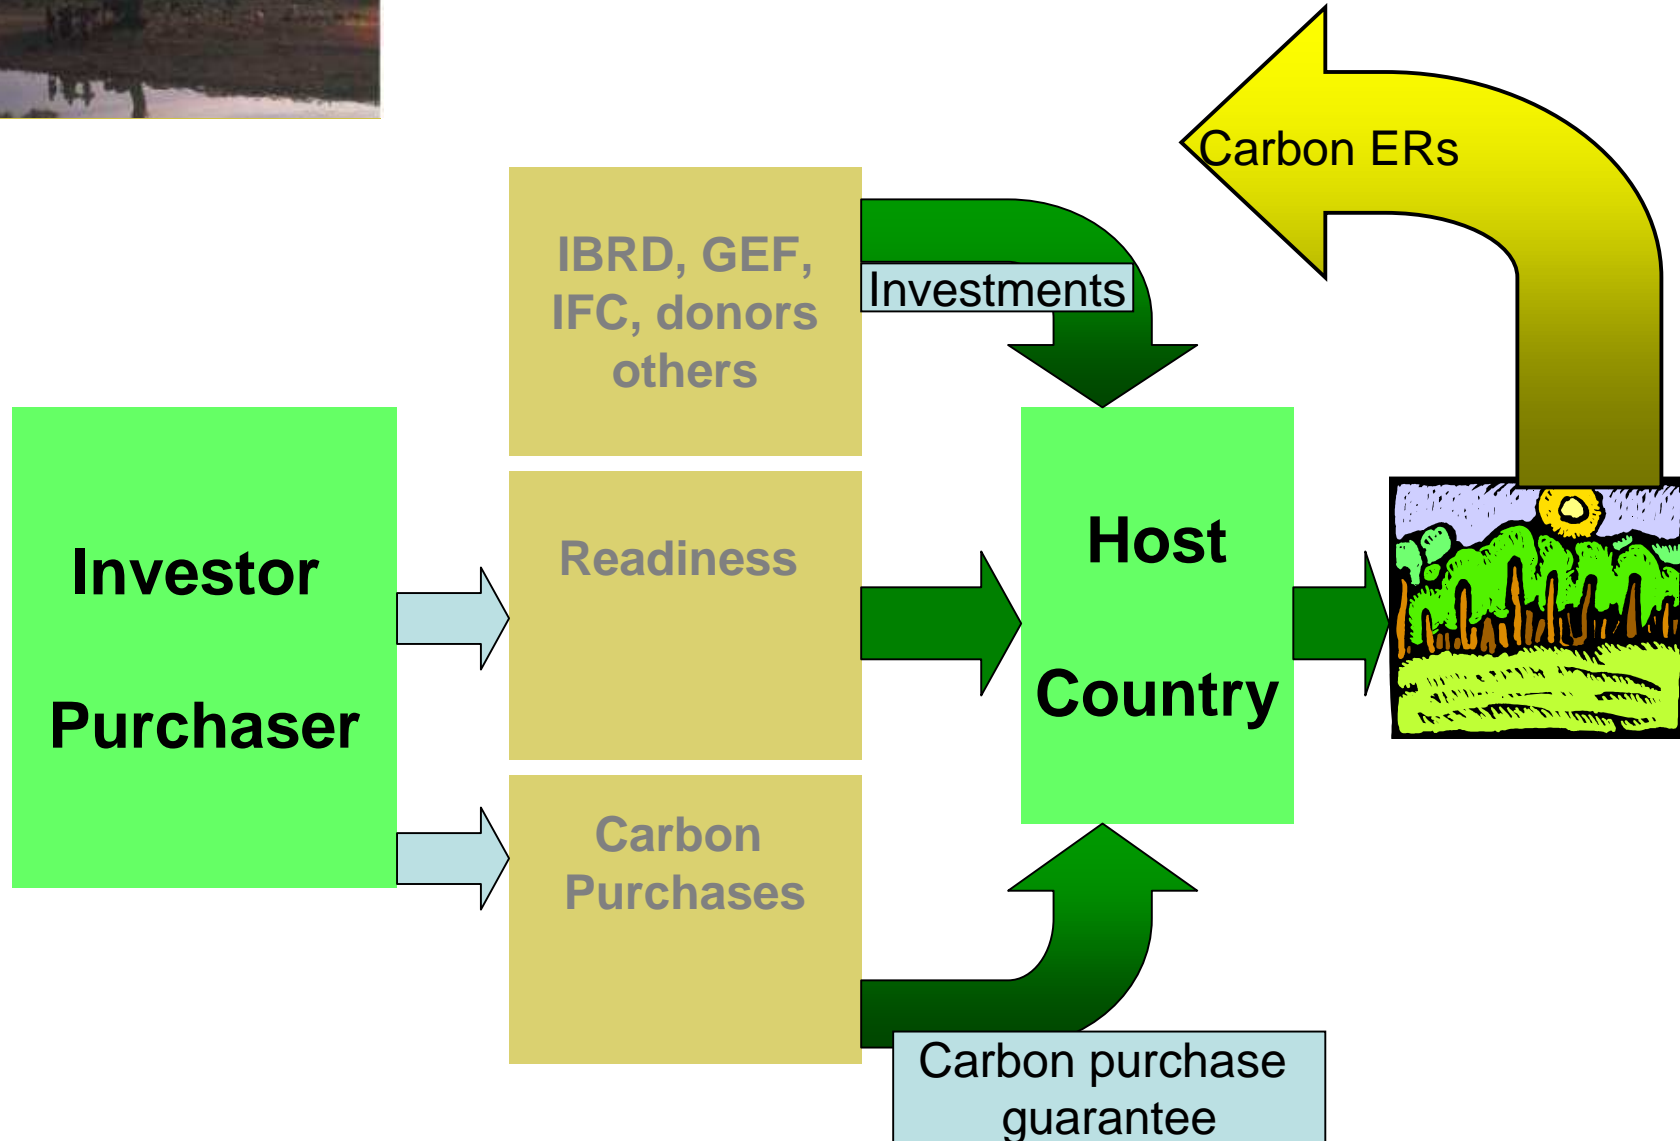 Carbon ERs
IBRD, GEF,
IFC, donors
others
Investments
Investor
Purchaser
Readiness
Host
Country
Carbon
Purchases
Carbon purchase
guarantee